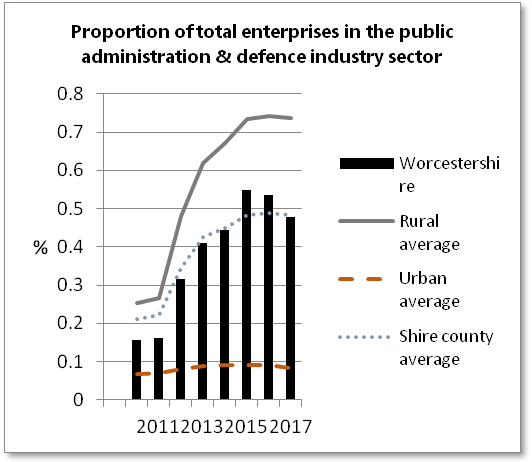 Proportion of total enterprises in the public
administration & defence industry sector
0.8
0.7
0.6
0.5
0.4
0.3
0.2
0.1
0
%
2011 2013 2015 2017
Worcestershi
re
Rural
average
Urban
average
Shire county
average